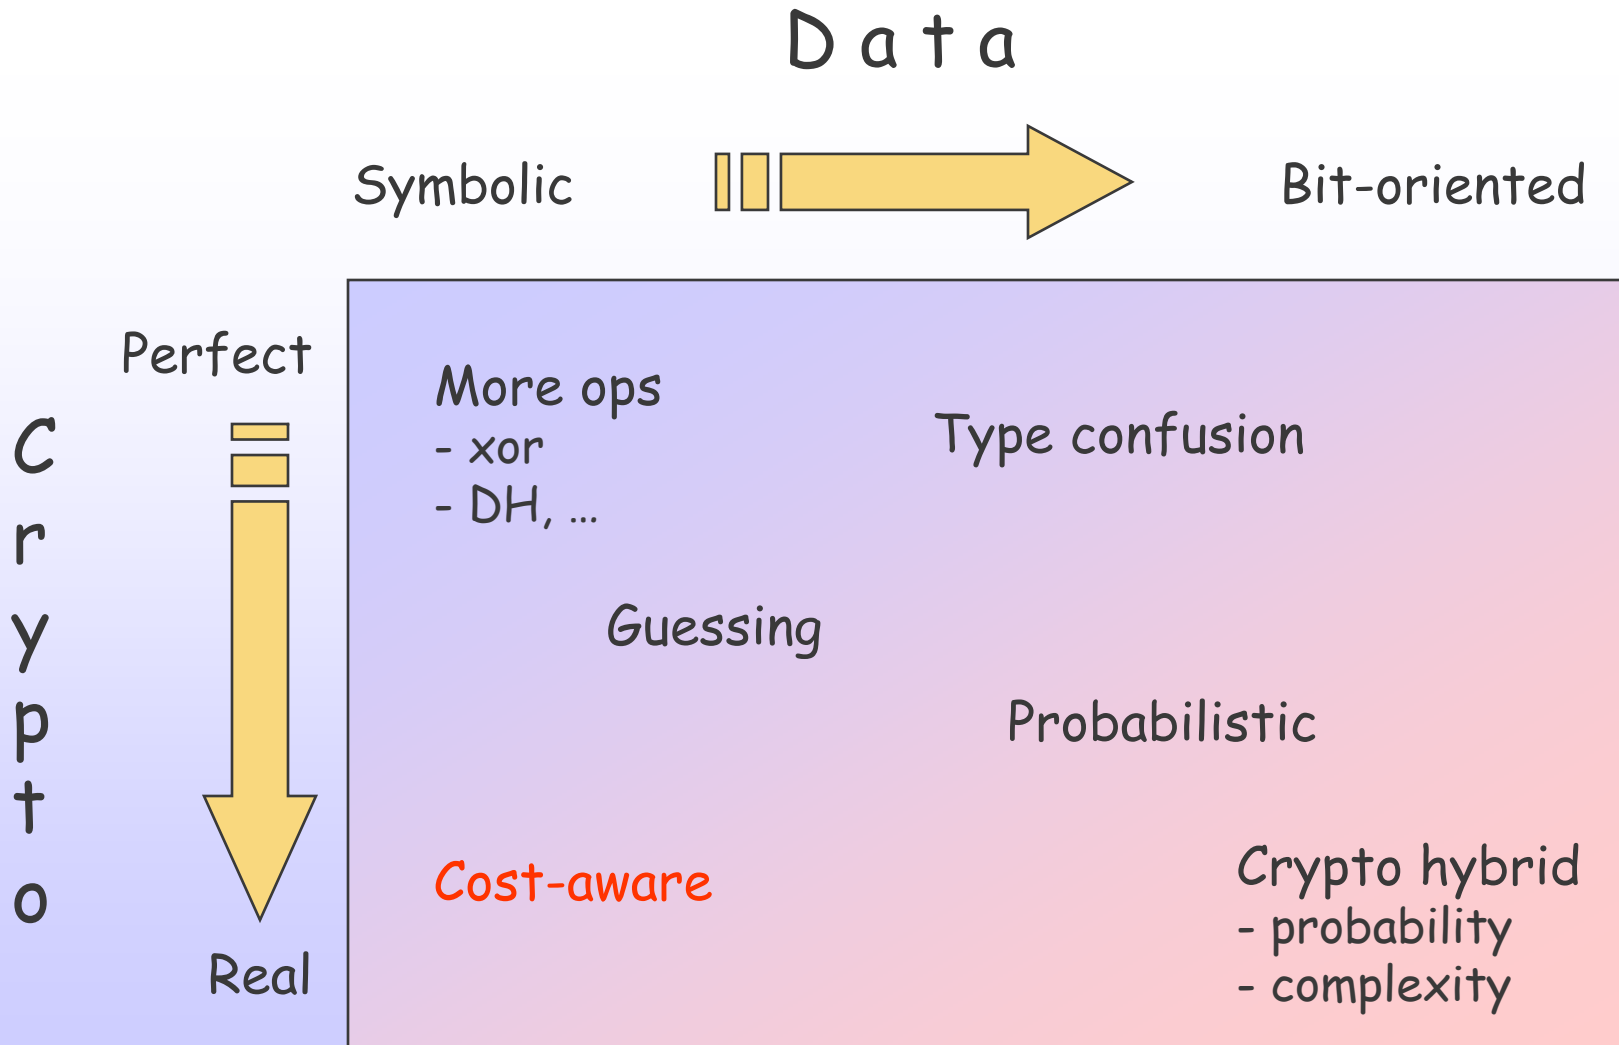 Data
Symbolic
Bit-oriented
Perfect
Crypto
Real
More ops
- xor
- DH, ...
Type confusion
Guessing
Probabilistic
Cost-aware
Crypto hybrid
- probability
- complexity